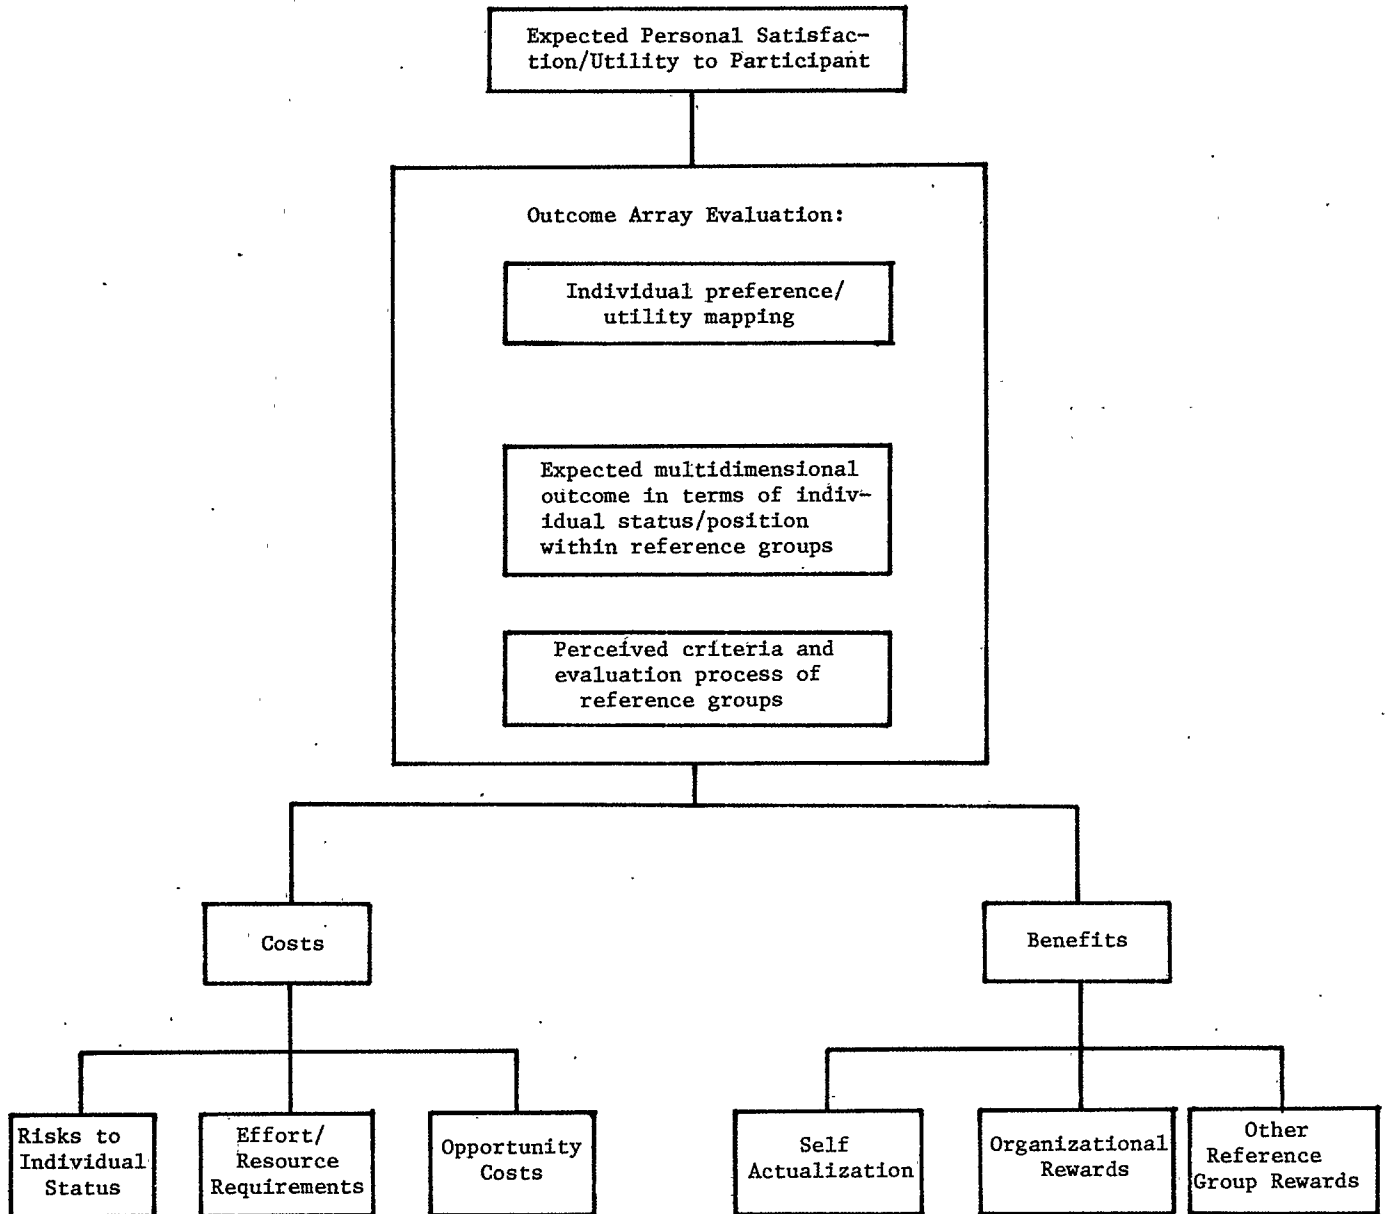 Expected Personal Satisfac-
tion/Utility to Participant
Outcome Array Evaluation:
Individual preference/
utility mapping
Expected multidimensional
outcome in terms of indiv-
idual status/position
within reference groups
Perceived criteria and
evaluation process of
reference groups
Costs
Benefits
Risks to
Individual
Status
Effort/
Resource
Requirements
Opportunity
Costs
Self
Actualization
Organizational
Rewards
Other
Reference
Group Rewards